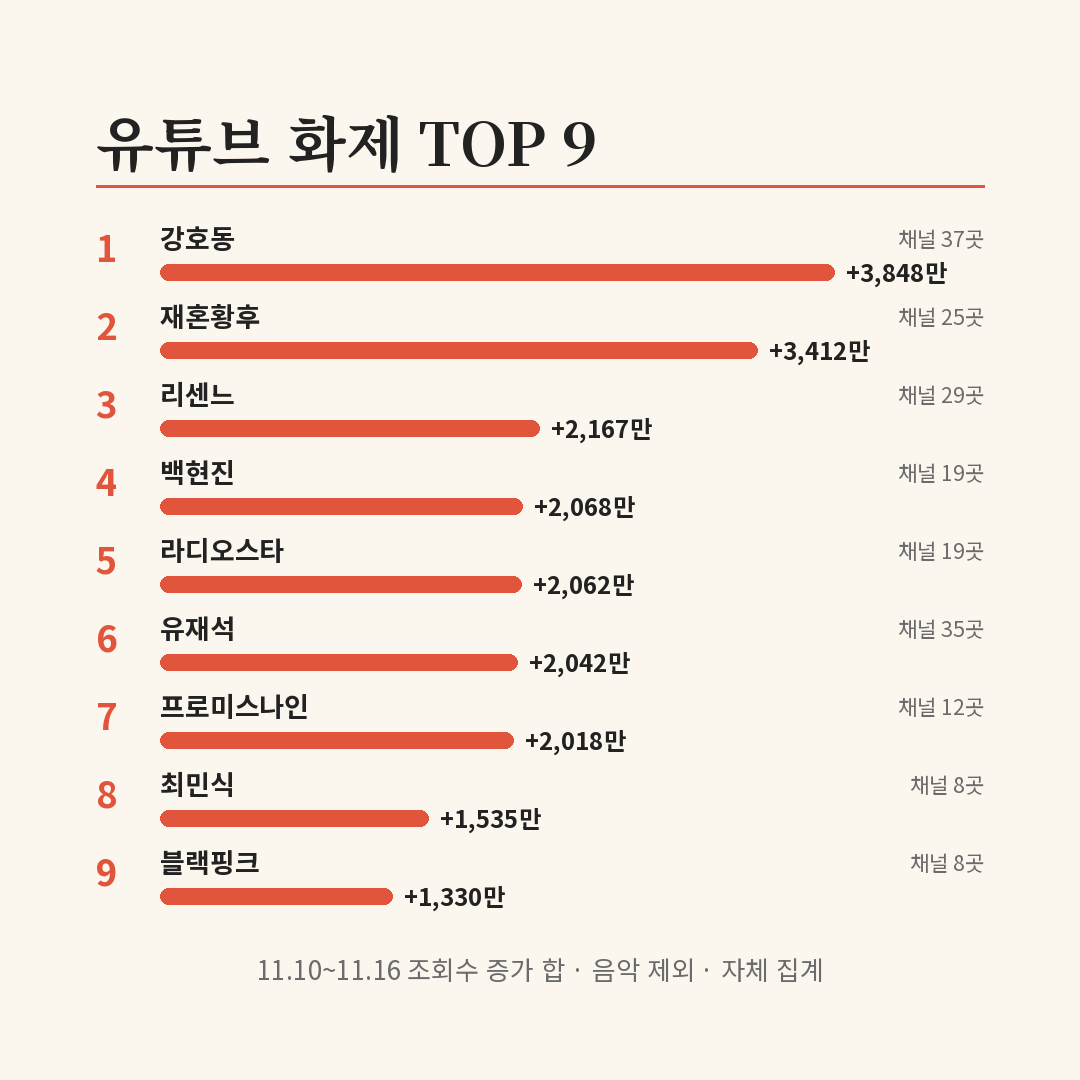 유튜브 화제 TOP 9
1 강호동 채널 37곳
+3,848만
2 재혼황후 채널 25곳
+3,412만
3 리센느 채널 29곳
+2,167만
4 백현진 채널 19곳
+2,068만
5 라디오스타 채널 19곳
+2,062만
6 유재석 채널 35곳
+2,042만
7 프로미스나인 채널 12곳
+2,018만
8 최민식 채널 8곳
+1,535만
9 블랙핑크 채널 8곳
+1,330만
11.10~11.16 조회수 증가 합 · 음악 제외 · 자체 집계